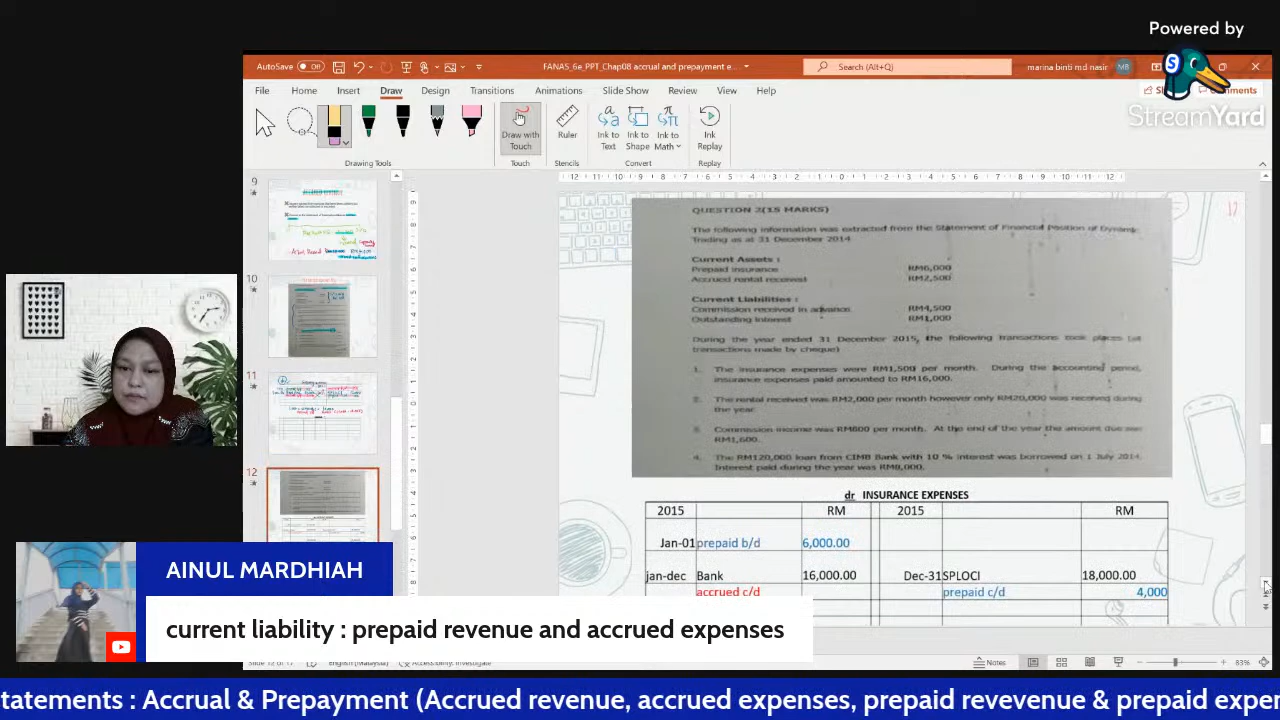 Powered by
StreamYard
AutoSave Off
FANAS_6e_PPT_Chap08 accrual and prepayment e...
Search (Alt+Q)
marina binti md nasir MB
File Home Insert Draw Design Transitions Animations Slide Show Review View Help
Comments
Draw with Touch
Ruler
Ink to Text
Ink to Shape
Ink to Math
Ink Replay
Drawing Tools
Touch
Stencils
Convert
Replay
9
10
11
12
QUESTION 2(15 MARKS)
The following information was extracted from the Statement of Financial Position of Dynamic
Trading as at 31 December 2014
Current Assets :
Prepaid insurance RM6,000
Accrued rental received RM2,500
Current Liabilities :
Commission received in advance RM4,500
Outstanding interest RM1,000
During the year ended 31 December 2015, the following transactions took places (all
transactions made by cheque)
1. The insurance expenses were RM1,500 per month. During the accounting period,
insurance expenses paid amounted to RM16,000.
2. The rental received was RM2,000 per month however only RM20,000 was received during
the year.
3. Commission income was RM800 per month. At the end of the year the amount due was
RM1,600.
4. The RM120,000 loan from CIMB Bank with 10 % interest was borrowed on 1 July 2014.
Interest paid during the year was RM8,000.
dr INSURANCE EXPENSES
2015 RM 2015 RM
Jan-01 prepaid b/d 6,000.00
jan-dec Bank 16,000.00 Dec-31 SPLOCI 18,000.00
accrued c/d prepaid c/d 4,000
AINUL MARDHIAH
current liability : prepaid revenue and accrued expenses
English (Malaysia)
Notes
83%
tatements : Accrual & Prepayment (Accrued revenue, accrued expenses, prepaid revevenue & prepaid exper